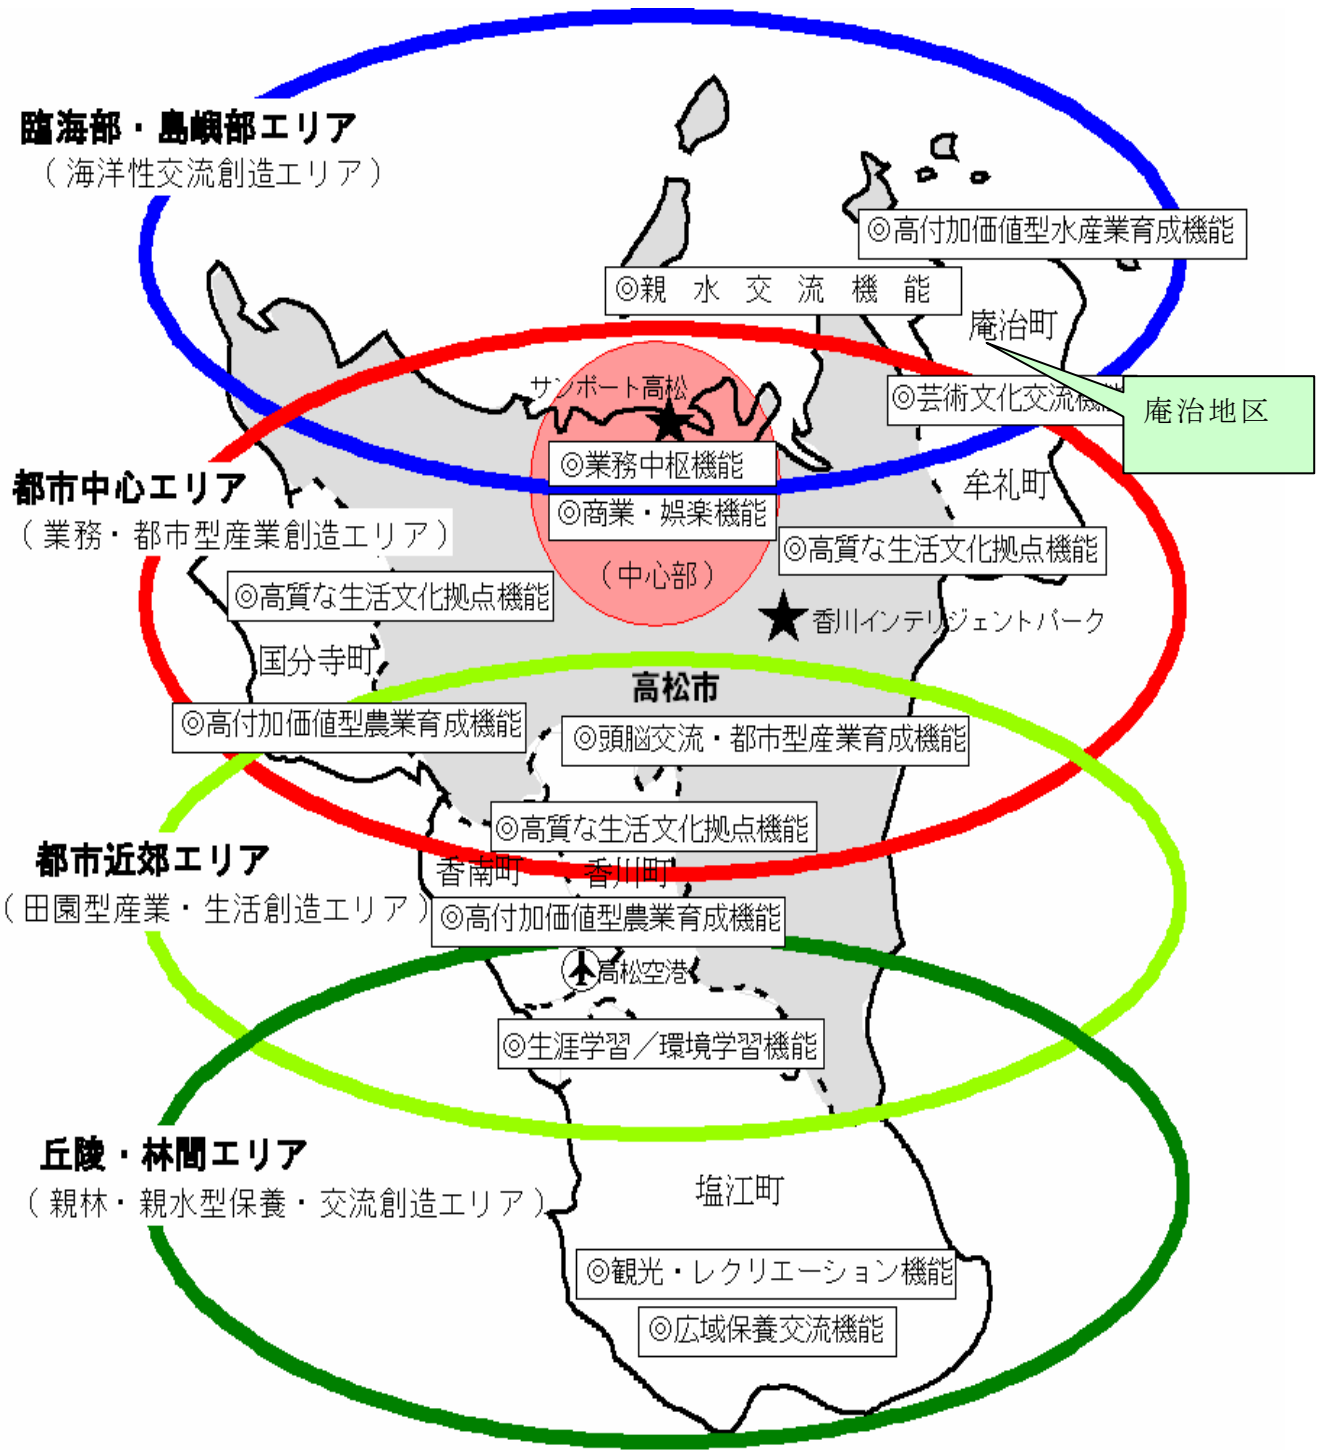 臨海部・島嶼部エリア
（海洋性交流創造エリア）
◎高付加価値型水産業育成機能
◎親水交流機能
庵治町
サンポート高松
◎芸術文化交流機能
庵治地区
◎業務中枢機能
都市中心エリア
（業務・都市型産業創造エリア）
牟礼町
◎商業・娯楽機能
◎高質な生活文化拠点機能
（中心部）
◎高質な生活文化拠点機能
香川インテリジェントパーク
国分寺町
高松市
◎高付加価値型農業育成機能
◎頭脳交流・都市型産業育成機能
◎高質な生活文化拠点機能
都市近郊エリア
（田園型産業・生活創造エリア）
香南町
香川町
◎高付加価値型農業育成機能
高松空港
◎生涯学習／環境学習機能
丘陵・林間エリア
（親林・親水型保養・交流創造エリア）
塩江町
◎観光・レクリエーション機能
◎広域保養交流機能